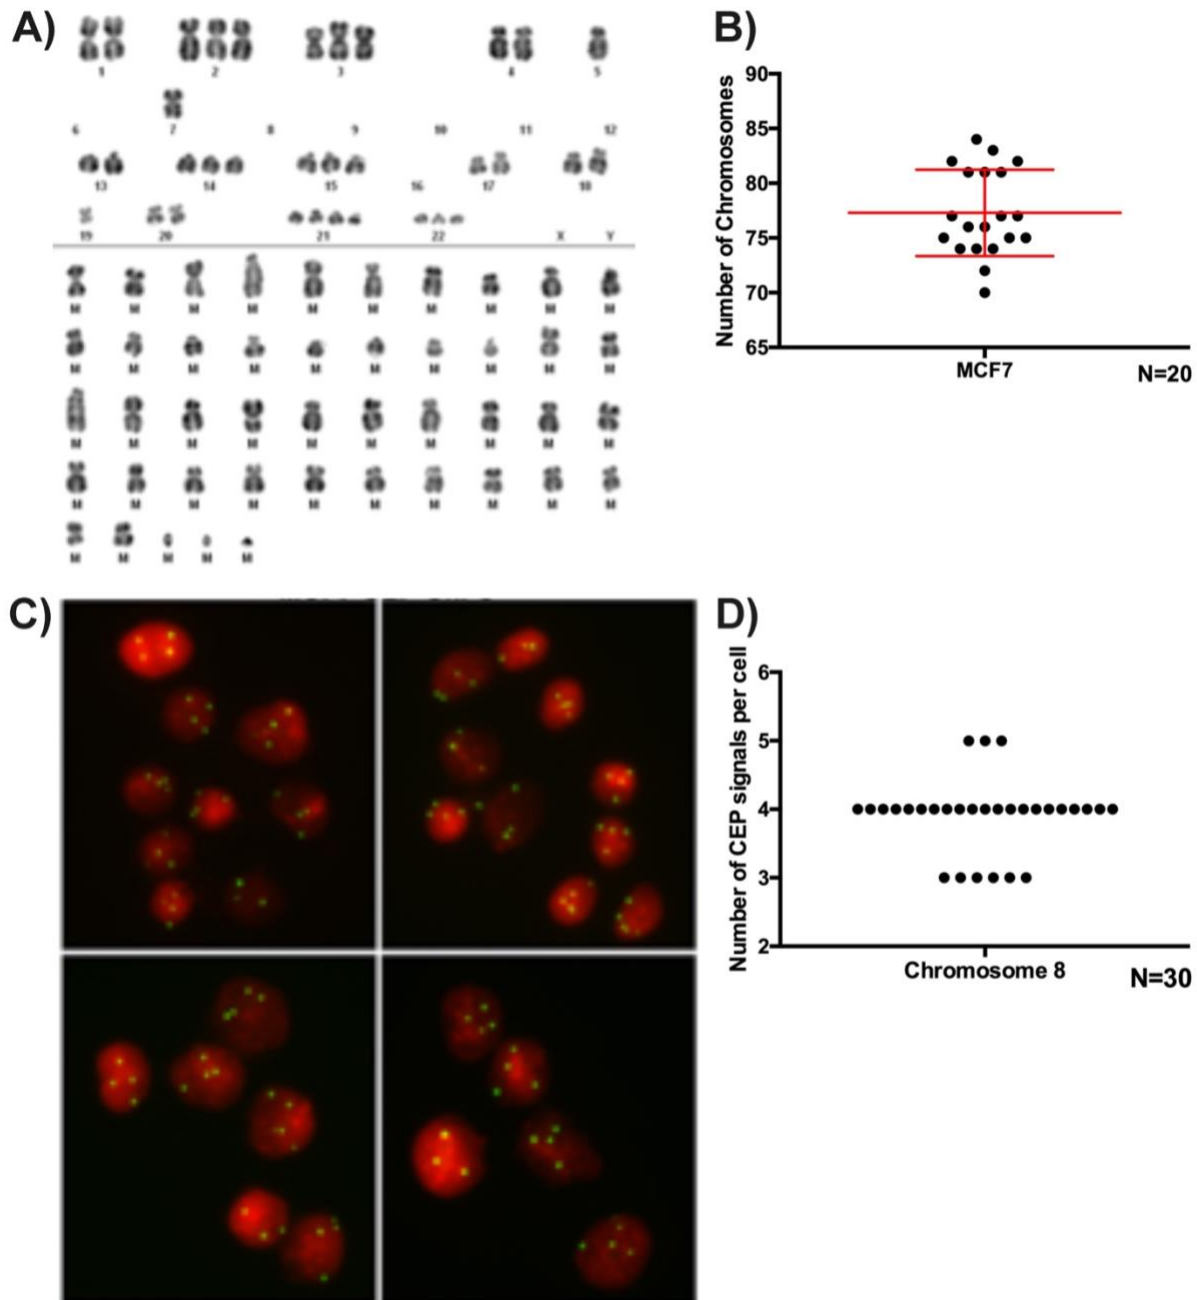 A)
1 2 3 4 5
6 7 8 9 10 11 12
13 14 15 16 17 18
19 20 21 22 X Y
M M M M M M M M M M
M M M M M M M M M M
M M M M M M M M M M
M M M M M M M M M M
M M M M M
B)
Number of Chromosomes
90
85
80
75
70
65
MCF7
N=20
C)
D)
Number of CEP signals per cell
6
5
4
3
2
Chromosome 8
N=30